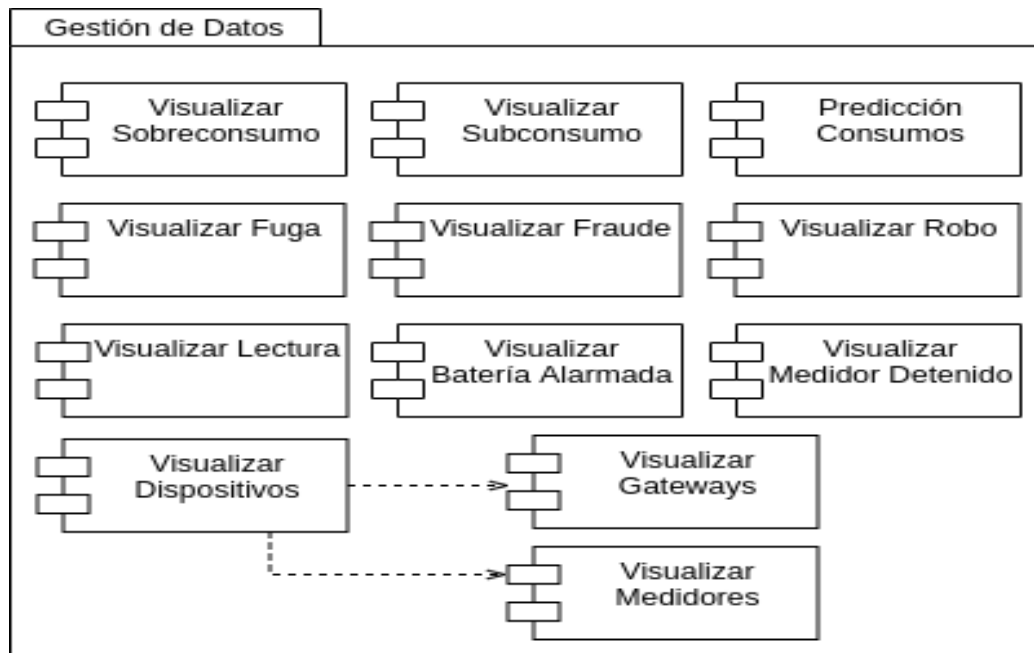 Gestión de Datos
Visualizar
Sobreconsumo
Visualizar
Subconsumo
Predicción
Consumos
Visualizar Fuga
Visualizar Fraude
Visualizar Robo
Visualizar Lectura
Visualizar
Batería Alarmada
Visualizar
Medidor Detenido
Visualizar
Dispositivos
Visualizar
Gateways
Visualizar
Medidores